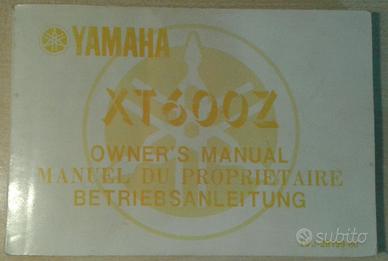 YAMAHA
XT600Z
OWNER'S MANUAL
MANUEL DU PROPRIETAIRE
BETRIEBSANLEITUNG
subito